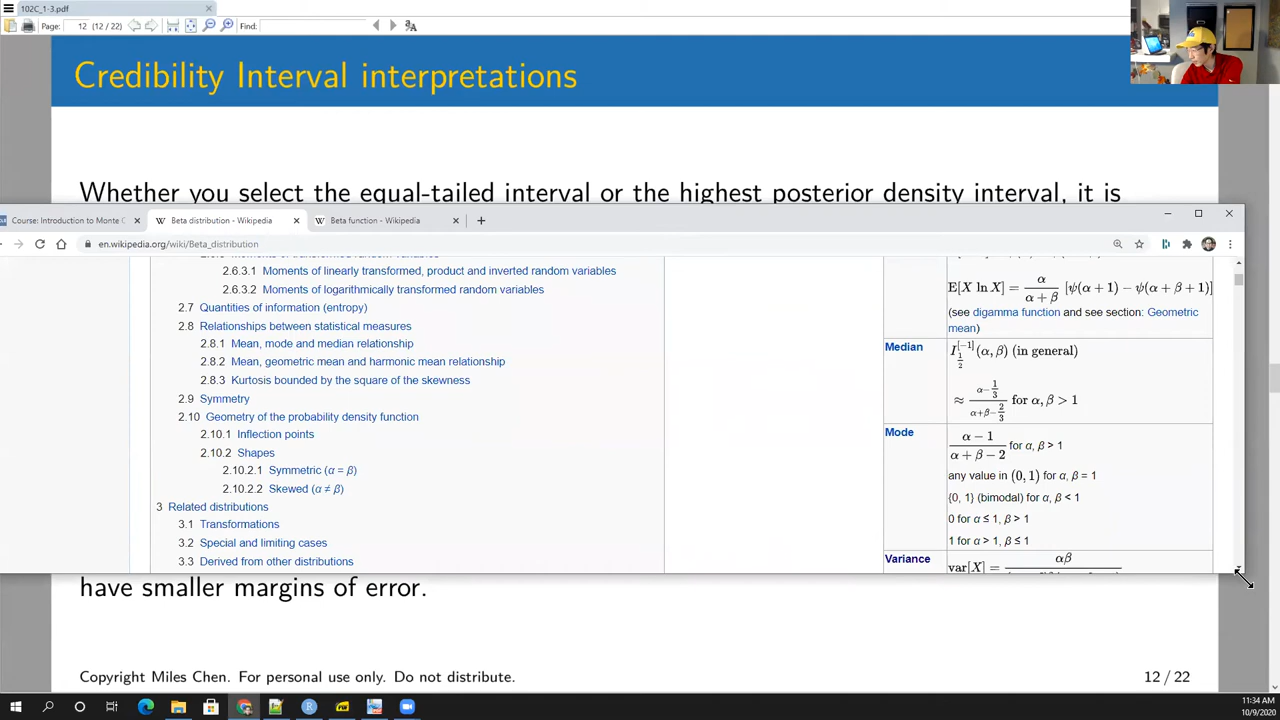 102C_1-3.pdf
Page: 12 (12 / 22) Find:
Credibility Interval interpretations
Whether you select the equal-tailed interval or the highest posterior density interval, it is
Course: Introduction to Monte C
Beta distribution - Wikipedia
Beta function - Wikipedia
en.wikipedia.org/wiki/Beta_distribution
2.6.3.1 Moments of linearly transformed, product and inverted random variables
2.6.3.2 Moments of logarithmically transformed random variables
2.7 Quantities of information (entropy)
2.8 Relationships between statistical measures
2.8.1 Mean, mode and median relationship
2.8.2 Mean, geometric mean and harmonic mean relationship
2.8.3 Kurtosis bounded by the square of the skewness
2.9 Symmetry
2.10 Geometry of the probability density function
2.10.1 Inflection points
2.10.2 Shapes
2.10.2.1 Symmetric (α = β)
2.10.2.2 Skewed (α ≠ β)
3 Related distributions
3.1 Transformations
3.2 Special and limiting cases
3.3 Derived from other distributions
E[X ln X] = α/(α + β) [ψ(α + 1) − ψ(α + β + 1)]
(see digamma function and see section: Geometric
mean)
Median
I_{1/2}^{[-1]}(α, β) (in general)
≈ (α − 1/3)/(α + β − 2/3) for α, β > 1
Mode
(α − 1)/(α + β − 2) for α, β > 1
any value in (0, 1) for α, β = 1
{0, 1} (bimodal) for α, β < 1
0 for α ≤ 1, β > 1
1 for α > 1, β ≤ 1
Variance
var[X] = αβ
have smaller margins of error.
Copyright Miles Chen. For personal use only. Do not distribute.
12 / 22
11:34 AM
10/9/2020